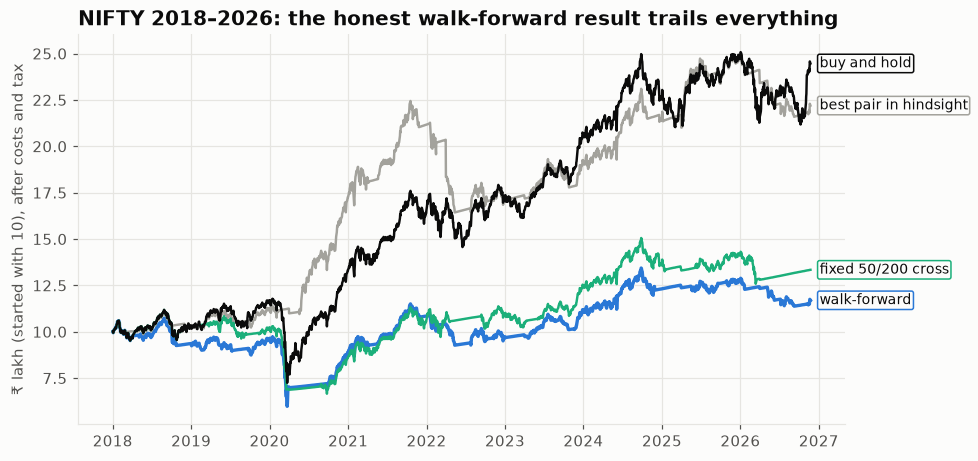 NIFTY 2018–2026: the honest walk-forward result trails everything
₹ lakh (started with 10), after costs and tax
25.0
22.5
20.0
17.5
15.0
12.5
10.0
7.5
buy and hold
best pair in hindsight
fixed 50/200 cross
walk-forward
2018 2019 2020 2021 2022 2023 2024 2025 2026 2027